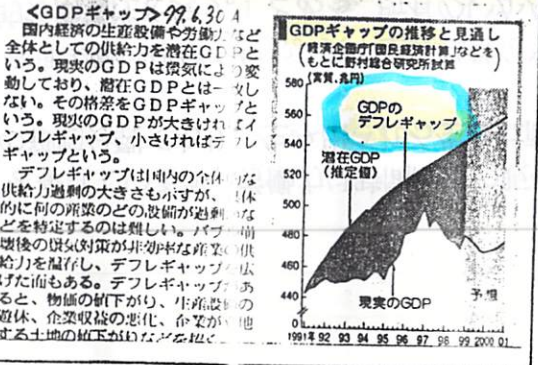 <GDPギャップ>99.6.30 A
国内経済の生産設備や労働力など
全体としての供給力を潜在GDPと
いう。現実のGDPは景気により変
動しており、潜在GDPとは一致し
ない。その格差をGDPギャップと
いう。現実のGDPが大きければイ
ンフレギャップ、小さければデフレ
ギャップという。
デフレギャップは国内の全体的な
供給力過剰の大きさを示すが、具体
的に何の産業のどの設備が過剰な
どを特定するのは難しい。バブル崩
壊後の景気対策が非効率な産業の供
給力を温存し、デフレギャップを広
げた面もある。デフレギャップがあ
ると、物価の値下がり、生産設備の
遊休、企業収益の悪化、企業が
する土地の値下がりなどを招く
GDPギャップの推移と見通し
(経済企画庁「国民経済計算」などを
もとに野村総合研究所試算)
(実質、兆円)
580
560
540
520
500
480
460
440
0
GDPの
デフレギャップ
潜在GDP
(推定値)
現実のGDP
予想
1991年 92 93 94 95 96 97 98 99 2000 01